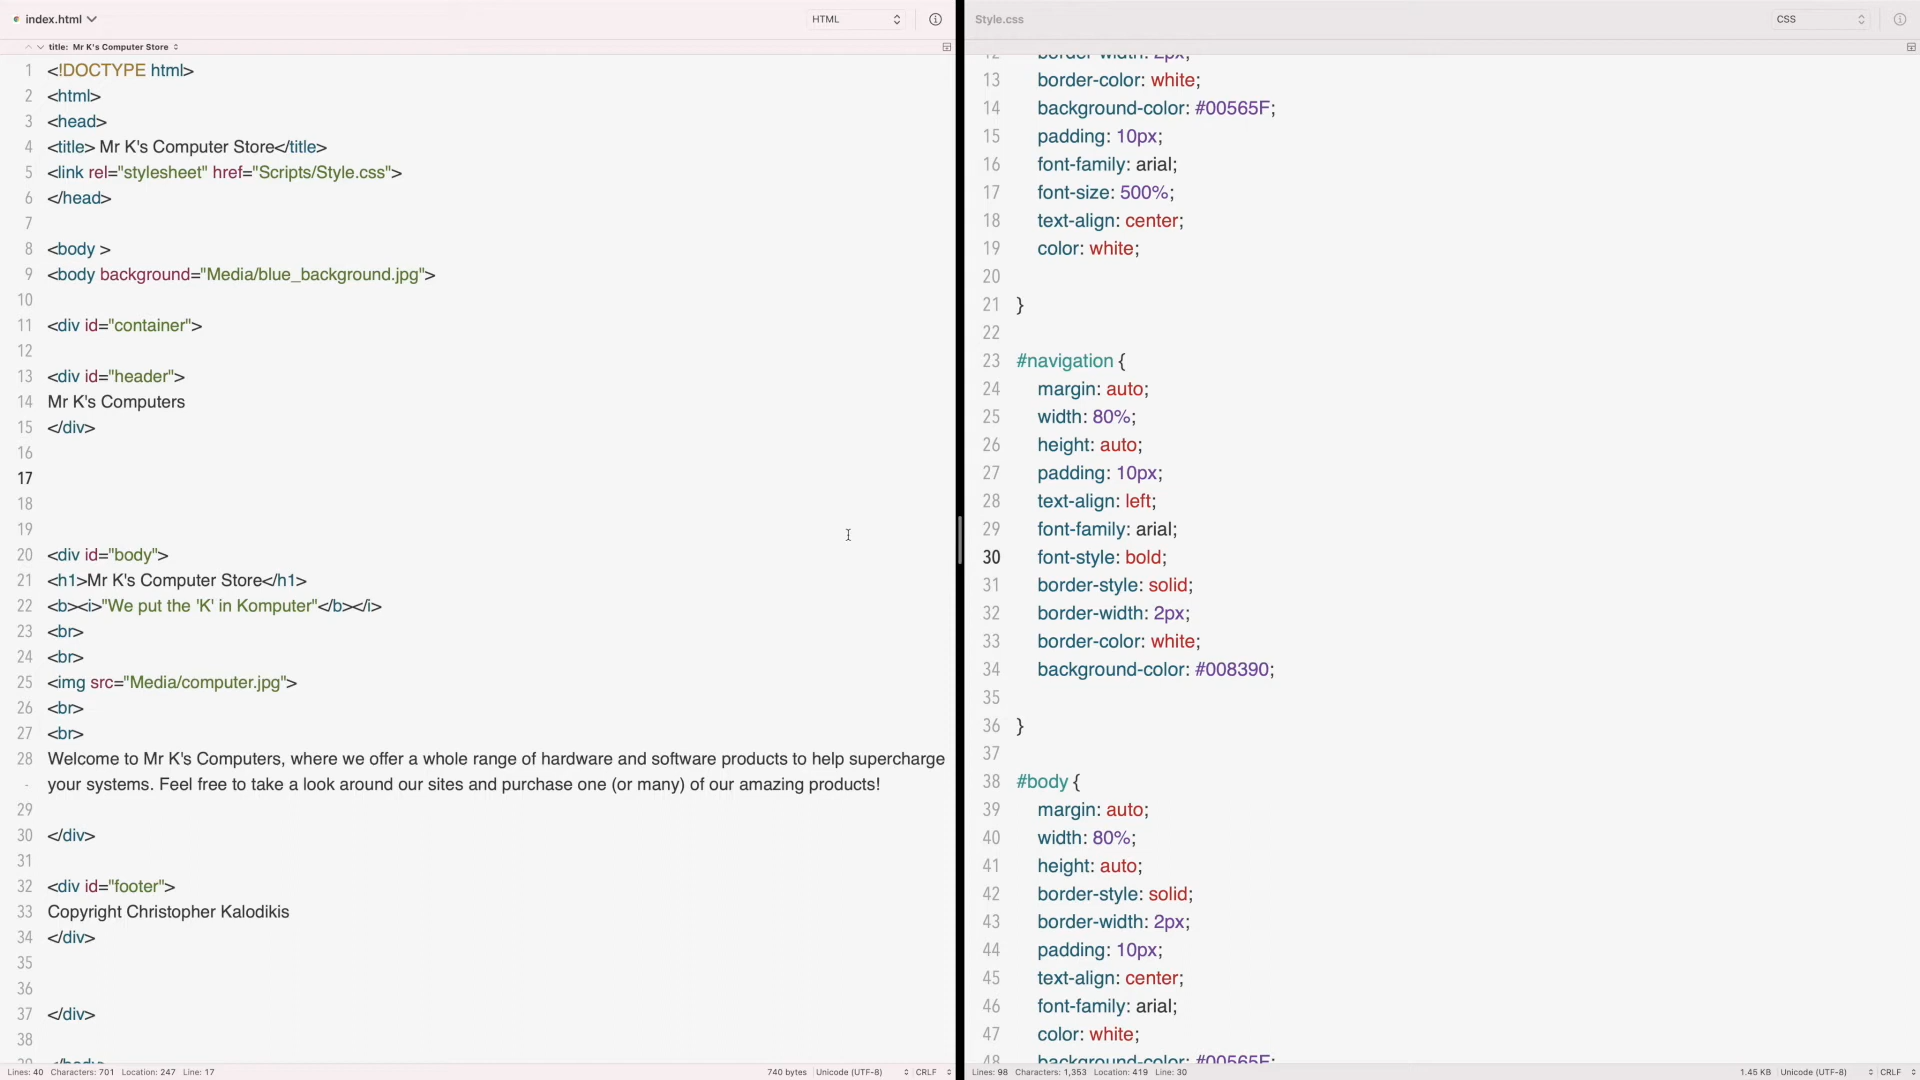 index.html
HTML
title: Mr K's Computer Store
1 <!DOCTYPE html>
2 <html>
3 <head>
4 <title> Mr K's Computer Store</title>
5 <link rel="stylesheet" href="Scripts/Style.css">
6 </head>
7
8 <body >
9 <body background="Media/blue_background.jpg">
10
11 <div id="container">
12
13 <div id="header">
14 Mr K's Computers
15 </div>
16
17
18
19
20 <div id="body">
21 <h1>Mr K's Computer Store</h1>
22 <b><i>"We put the 'K' in Komputer"</b></i>
23 <br>
24 <br>
25 <img src="Media/computer.jpg">
26 <br>
27 <br>
28 Welcome to Mr K's Computers, where we offer a whole range of hardware and software products to help supercharge
- your systems. Feel free to take a look around our sites and purchase one (or many) of our amazing products!
29
30 </div>
31
32 <div id="footer">
33 Copyright Christopher Kalodikis
34 </div>
35
36
37 </div>
38
39 </body>
Lines: 40 Characters: 701 Location: 247 Line: 17 740 bytes Unicode (UTF-8) CRLF
Style.css
CSS
12 border-width: 2px;
13 border-color: white;
14 background-color: #00565F;
15 padding: 10px;
16 font-family: arial;
17 font-size: 500%;
18 text-align: center;
19 color: white;
20
21 }
22
23 #navigation {
24 margin: auto;
25 width: 80%;
26 height: auto;
27 padding: 10px;
28 text-align: left;
29 font-family: arial;
30 font-style: bold;
31 border-style: solid;
32 border-width: 2px;
33 border-color: white;
34 background-color: #008390;
35
36 }
37
38 #body {
39 margin: auto;
40 width: 80%;
41 height: auto;
42 border-style: solid;
43 border-width: 2px;
44 padding: 10px;
45 text-align: center;
46 font-family: arial;
47 color: white;
48 background-color: #00565F;
Lines: 98 Characters: 1,353 Location: 419 Line: 30 1.45 KB Unicode (UTF-8) CRLF